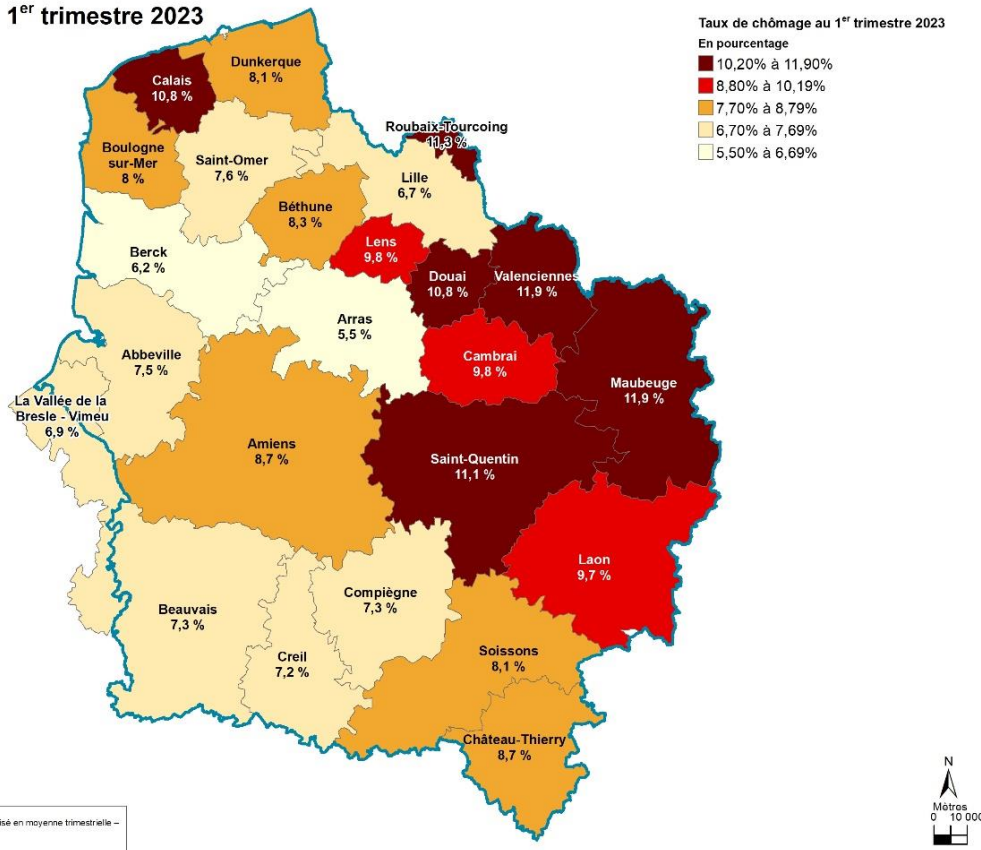 1er trimestre 2023
Taux de chômage au 1er trimestre 2023
En pourcentage
10,20% à 11,90%
8,80% à 10,19%
7,70% à 8,79%
6,70% à 7,69%
5,50% à 6,69%
Dunkerque
8,1 %
Calais
10,8 %
Roubaix-Tourcoing
11,3 %
Boulogne
sur-Mer
8 %
Saint-Omer
7,6 %
Lille
6,7 %
Béthune
8,3 %
Lens
9,8 %
Berck
6,2 %
Douai
10,8 %
Valenciennes
11,9 %
Arras
5,5 %
Abbeville
7,5 %
Cambrai
9,8 %
Maubeuge
11,9 %
La Vallée de la
Bresle - Vimeu
6,9 %
Amiens
8,7 %
Saint-Quentin
11,1 %
Laon
9,7 %
Compiègne
7,3 %
Beauvais
7,3 %
Creil
7,2 %
Soissons
8,1 %
Château-Thierry
8,7 %
N
Mètres
0 10 000
isé en moyenne trimestrielle –